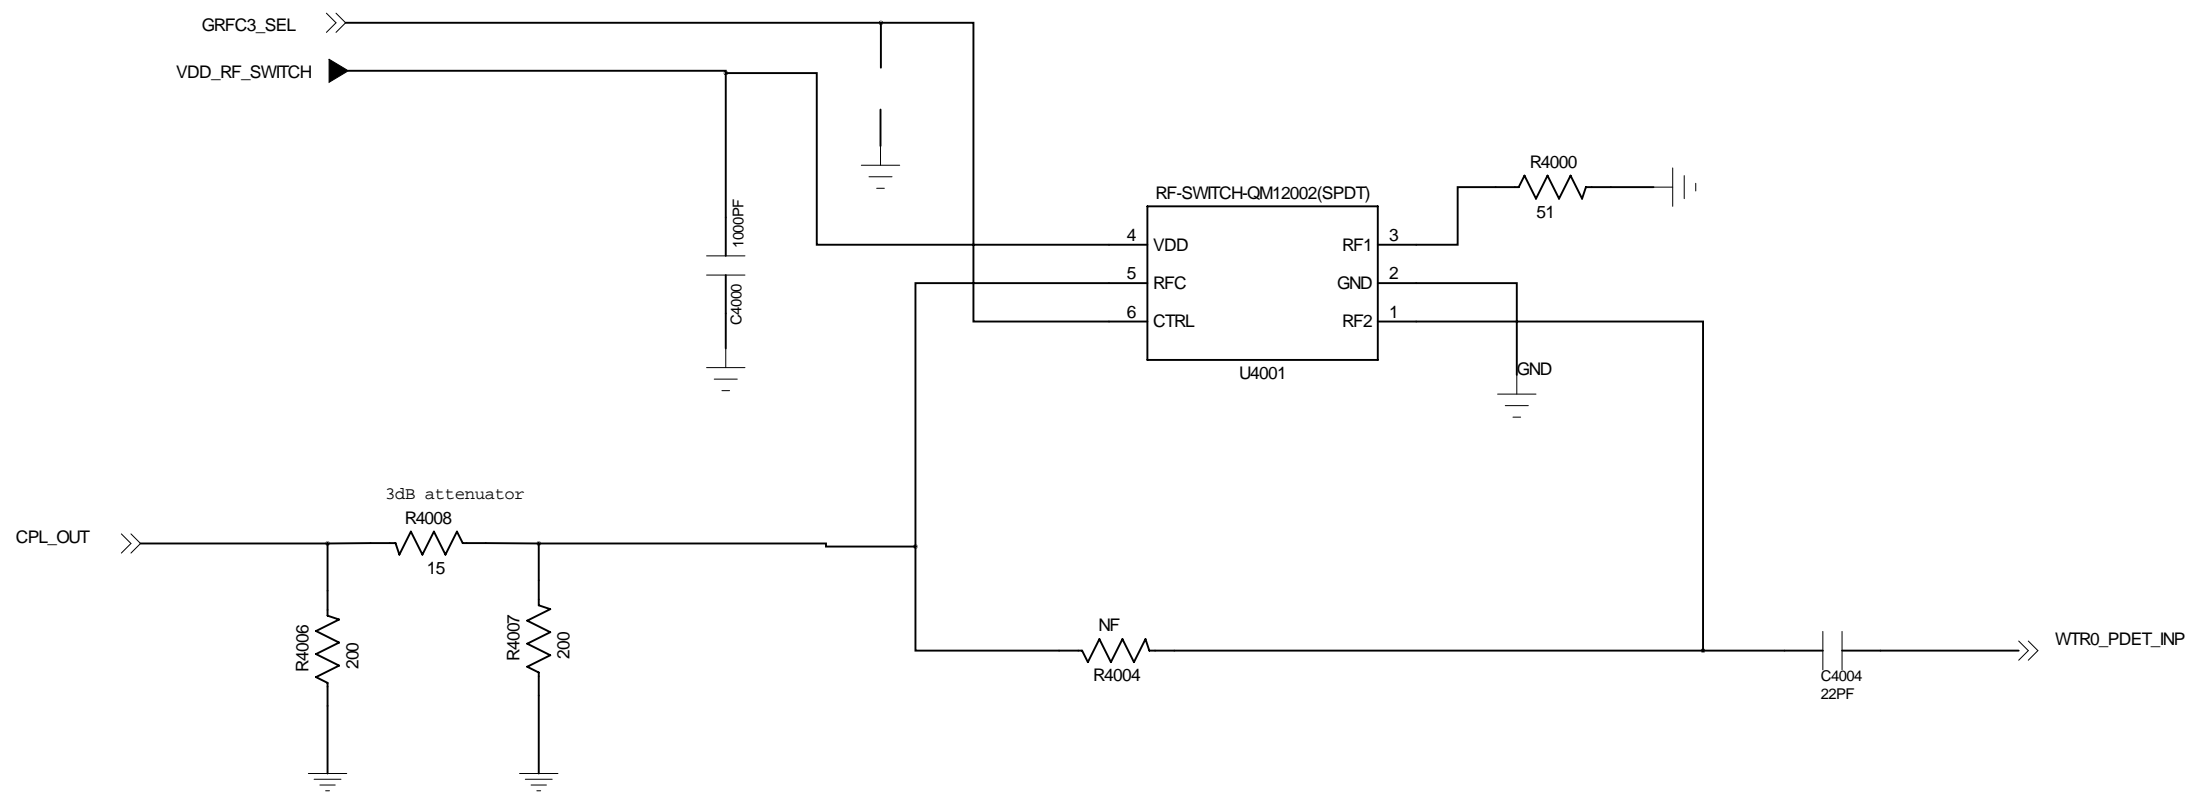 GRFC3_SEL
VDD_RF_SWITCH
1000PF
C4000
RF-SWITCH-QM12002(SPDT)
4
VDD
5
RFC
6
CTRL
RF1
3
GND
2
RF2
1
U4001
R4000
51
GND
3dB attenuator
R4008
15
CPL_OUT
R4006
200
R4007
200
NF
R4004
C4004
22PF
WTR0_PDET_INP